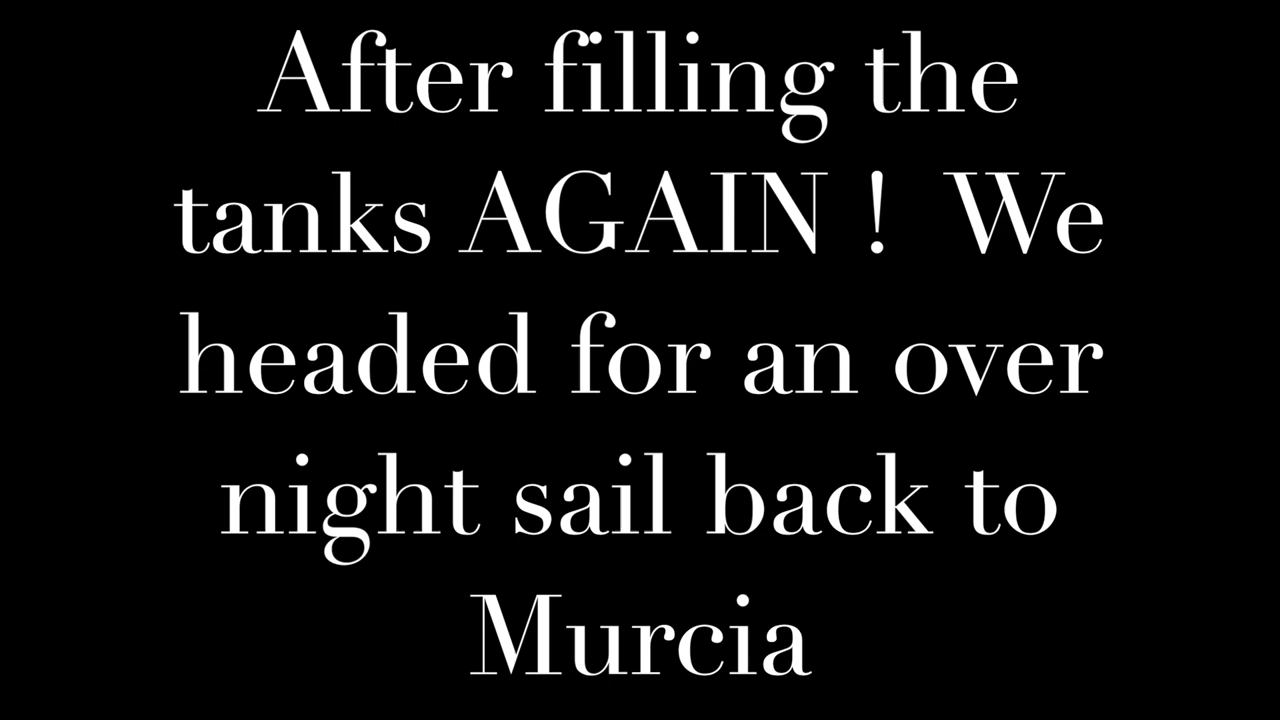 After filling the
tanks AGAIN !  We
headed for an over
night sail back to
Murcia